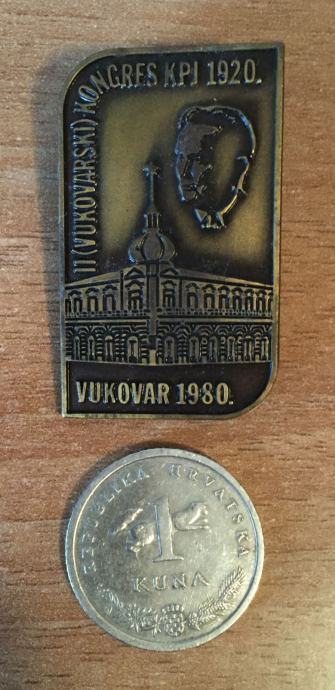 II (VUKOVARSKI) KONGRES KPJ 1920.
VUKOVAR 1980.
REPUBLIKA HRVATSKA
1
KUNA